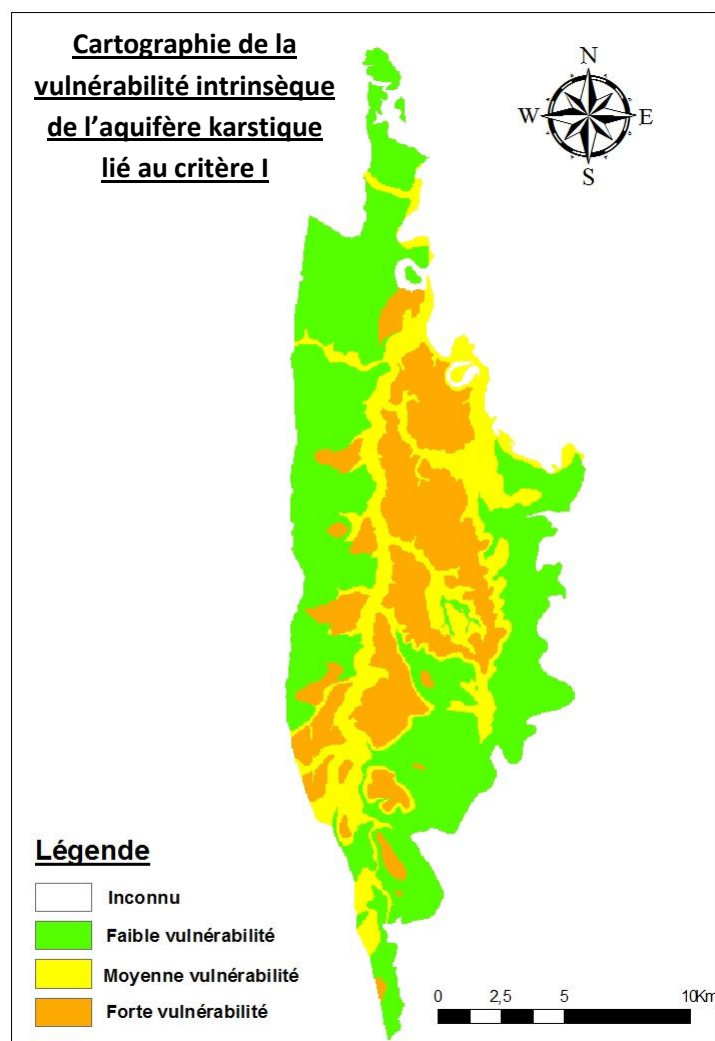 Cartographie de la
vulnérabilité intrinsèque
de l’aquifère karstique
lié au critère I
N
W E
S
Légende
Inconnu
Faible vulnérabilité
Moyenne vulnérabilité
Forte vulnérabilité
0 2,5 5 10Km